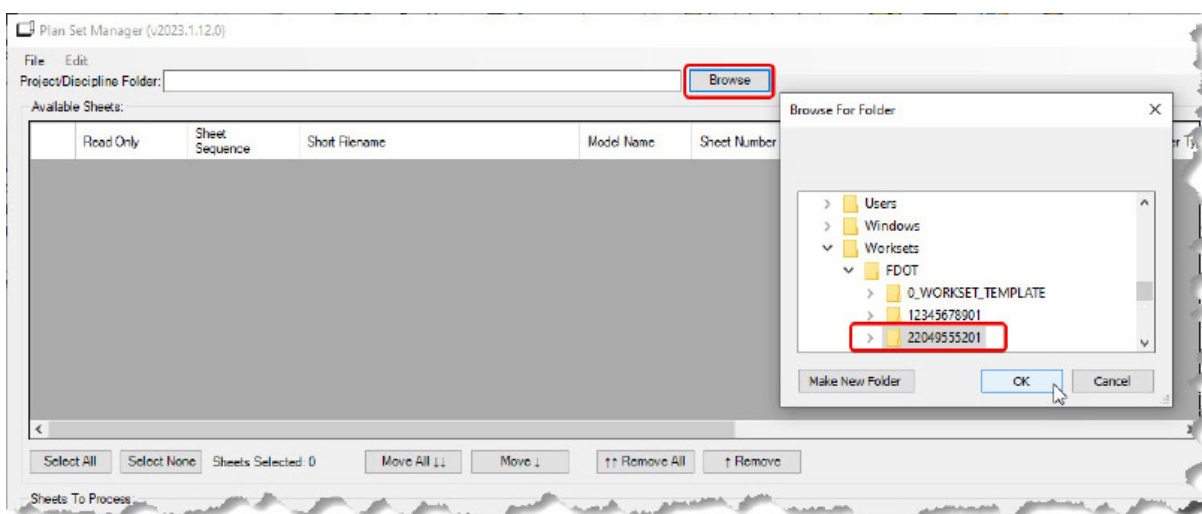 Plan Set Manager (v2023.1.12.0)
File Edit
Project/Discipline Folder: Browse
Available Sheets:
Read Only Sheet Sequence Short Filename Model Name Sheet Number
Browse For Folder
Users
Windows
Worksets
FDOT
0_WORKSET_TEMPLATE
12345678901
22049555201
Make New Folder OK Cancel
Select All Select None Sheets Selected: 0 Move All ↓↓ Move ↓ ↑↑ Remove All ↑ Remove
Sheets To Process: